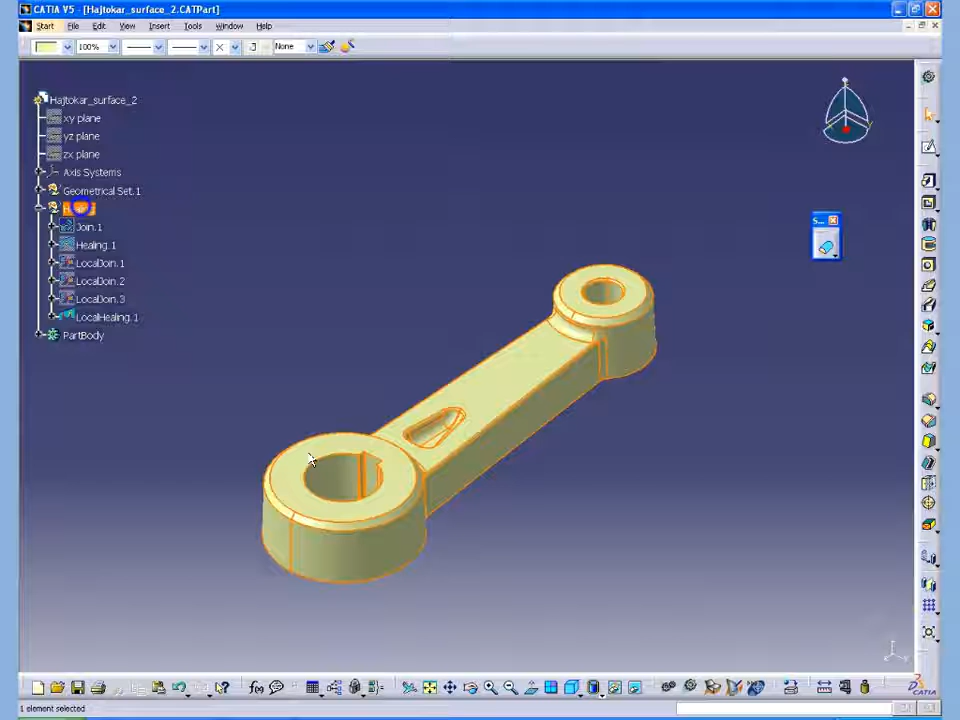 CATIA V5 - [Hajtokar_surface_2.CATPart]
Start File Edit View Insert Tools Window Help
100% None
Hajtokar_surface_2
xy plane
yz plane
zx plane
Axis Systems
Geometrical Set.1
Join.1
Healing.1
LocalJoin.1
LocalJoin.2
LocalJoin.3
LocalHealing.1
PartBody
S...
1 element selected
CATIA